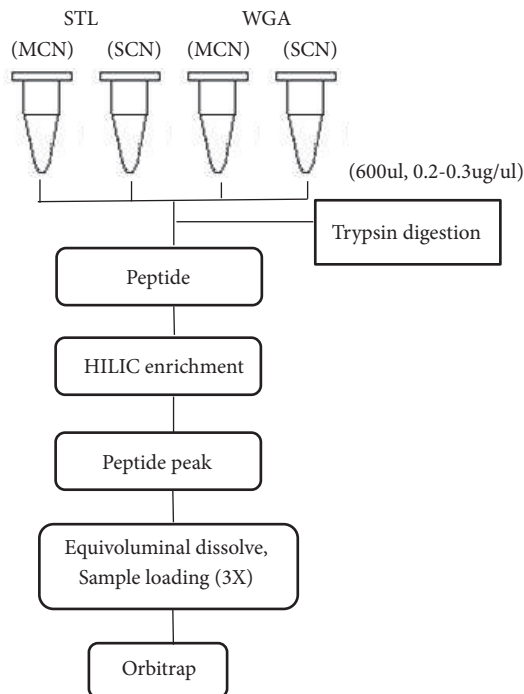 STL WGA
(MCN) (SCN) (MCN) (SCN)
(600ul, 0.2-0.3ug/ul)
Trypsin digestion
Peptide
HILIC enrichment
Peptide peak
Equivoluminal dissolve,
Sample loading (3X)
Orbitrap